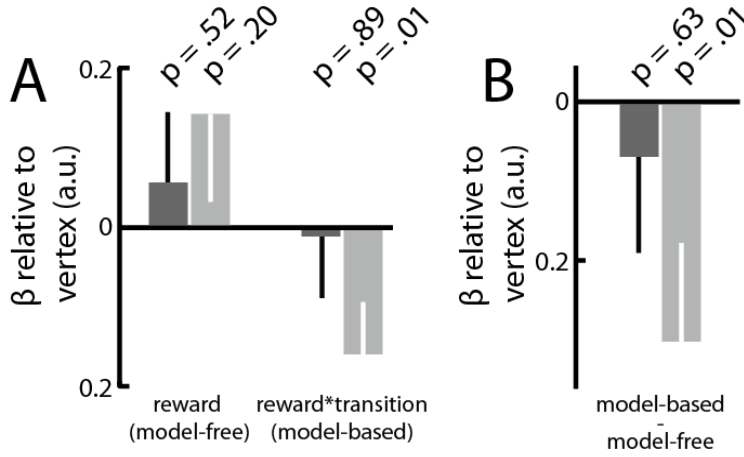 A
p = .52
p = .20
p = .89
p = .01
β relative to
vertex (a.u.)
0.2
0
0.2
reward
(model-free)
reward*transition
(model-based)
B
p = .63
p = .01
β relative to
vertex (a.u.)
0
0.2
model-based
-
model-free